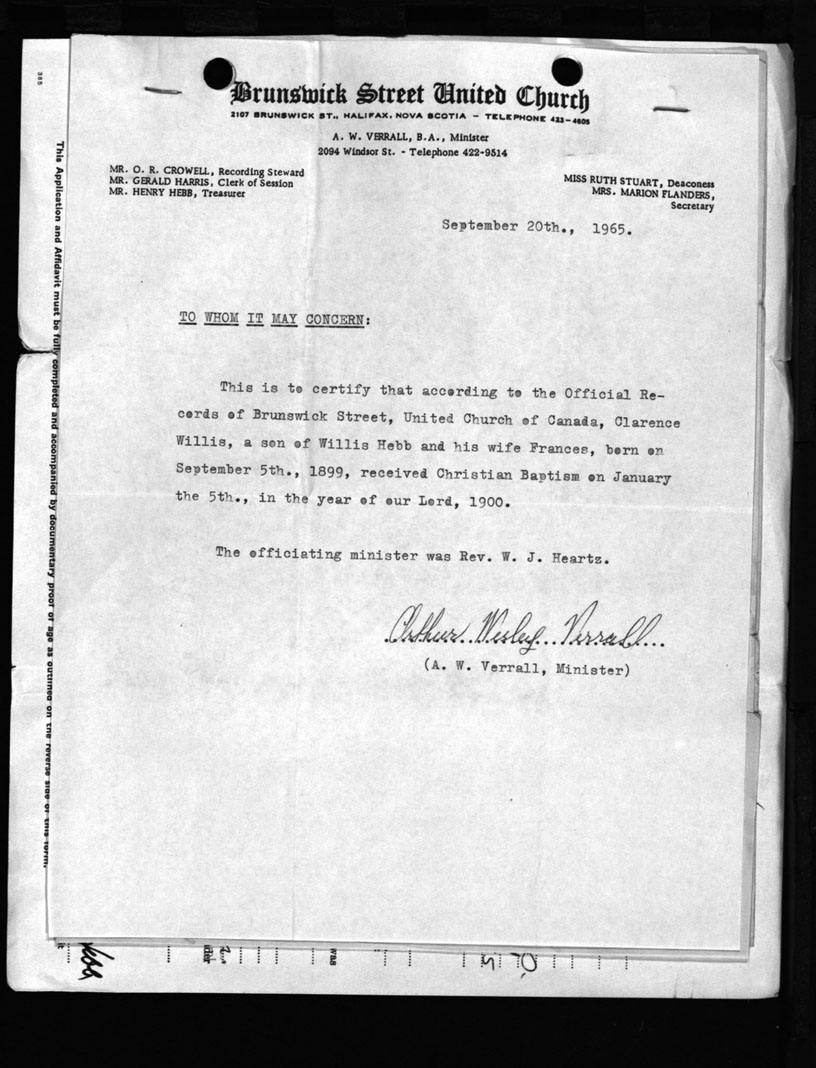 Brunswick Street United Church
2107 BRUNSWICK ST., HALIFAX, NOVA SCOTIA - TELEPHONE 423-4605
A. W. VERRALL, B.A., Minister
2094 Windsor St. - Telephone 422-9514
MR. O. R. CROWELL, Recording Steward
MR. GERALD HARRIS, Clerk of Session
MR. HENRY HEBB, Treasurer
MISS RUTH STUART, Deaconess
MRS. MARION FLANDERS,
Secretary
September 20th., 1965.
TO WHOM IT MAY CONCERN:
This is to certify that according to the Official Re-
cords of Brunswick Street, United Church of Canada, Clarence
Willis, a son of Willis Hebb and his wife Frances, born on
September 5th., 1899, received Christian Baptism on January
the 5th., in the year of our Lord, 1900.
The officiating minister was Rev. W. J. Heartz.
Arthur Wesley Verrall
(A. W. Verrall, Minister)
385
This Application and Affidavit must be fully completed and accompanied by documentary proof of age as outlined on the reverse side of this form.
was